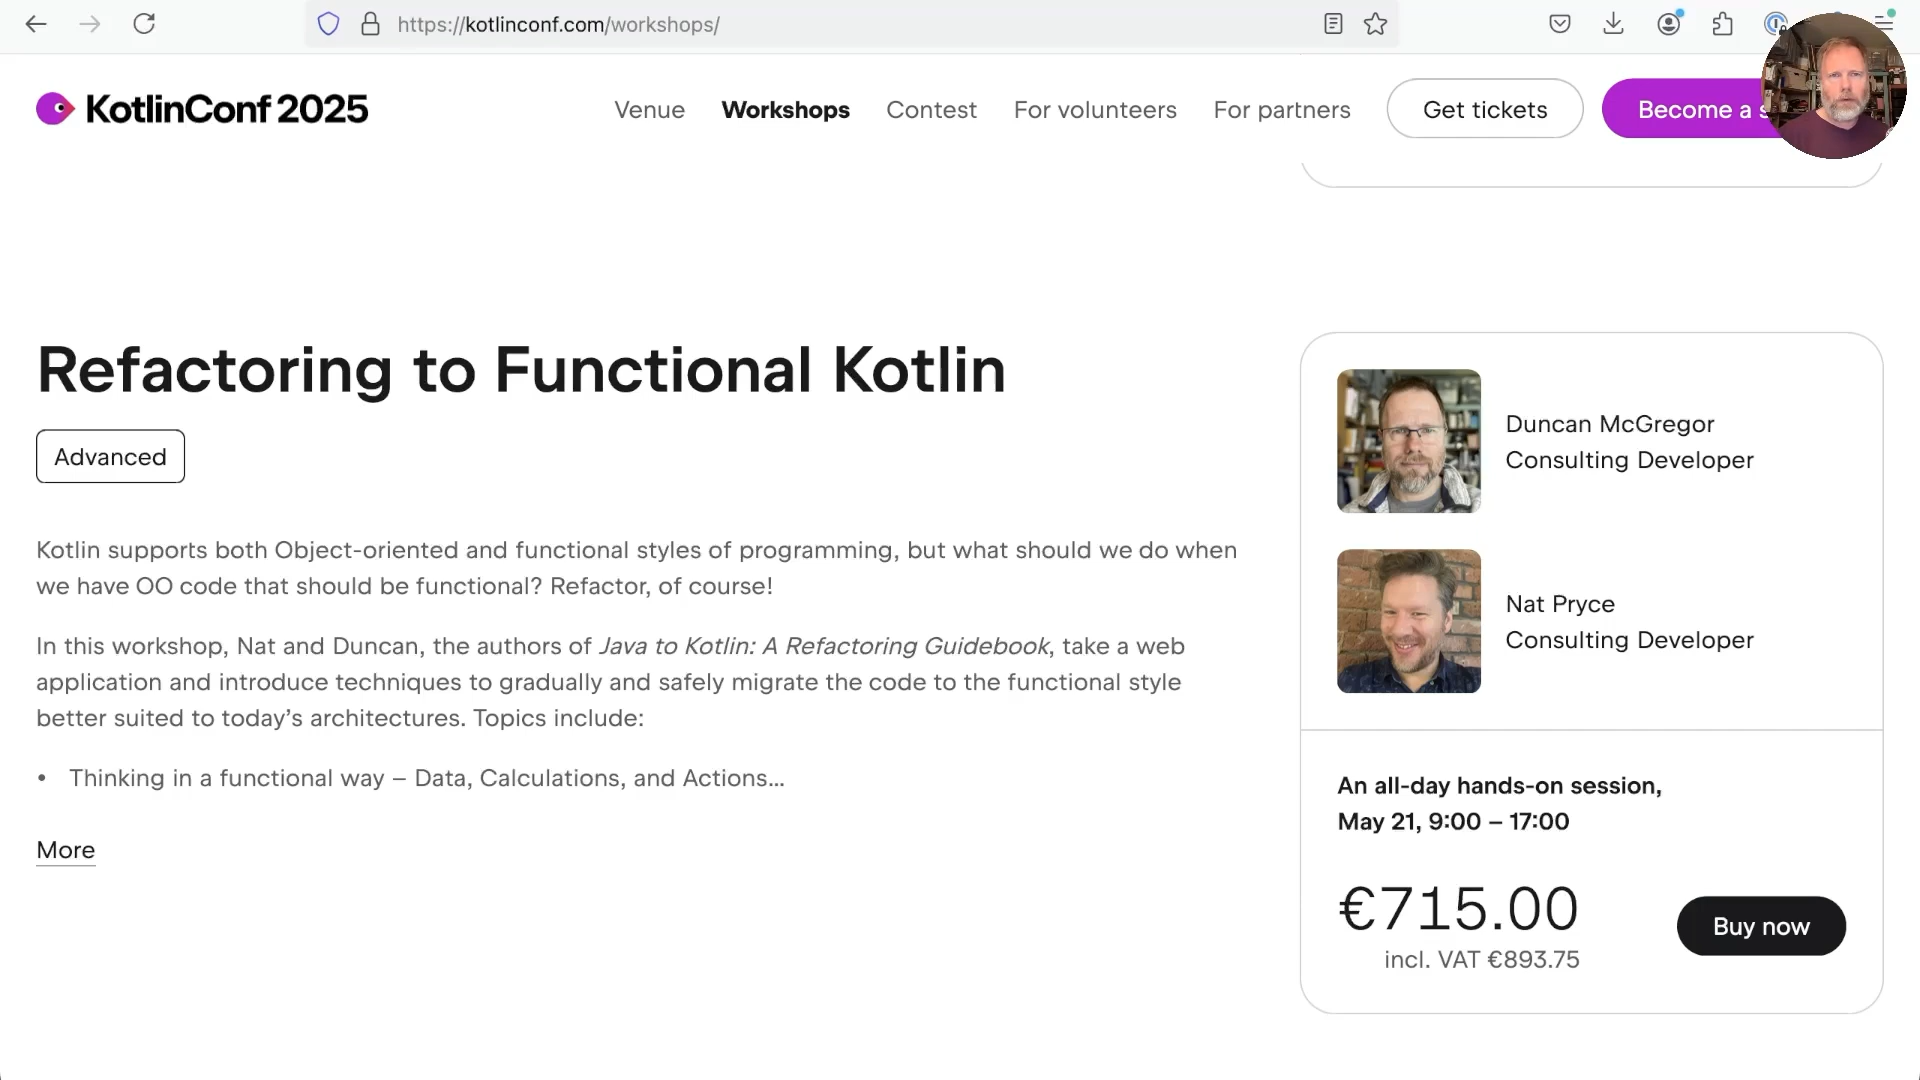 https://kotlinconf.com/workshops/
KotlinConf 2025
Venue
Workshops
Contest
For volunteers
For partners
Get tickets
Become a s
Refactoring to Functional Kotlin
Advanced
Kotlin supports both Object-oriented and functional styles of programming, but what should we do when
we have OO code that should be functional? Refactor, of course!
In this workshop, Nat and Duncan, the authors of Java to Kotlin: A Refactoring Guidebook, take a web
application and introduce techniques to gradually and safely migrate the code to the functional style
better suited to today’s architectures. Topics include:
• Thinking in a functional way – Data, Calculations, and Actions...
More
Duncan McGregor
Consulting Developer
Nat Pryce
Consulting Developer
An all-day hands-on session,
May 21, 9:00 – 17:00
€715.00
incl. VAT €893.75
Buy now